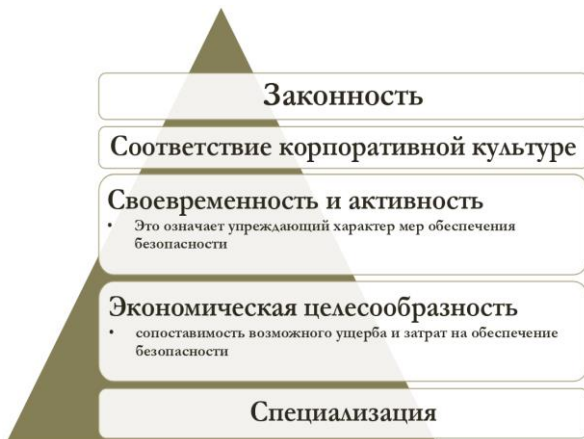 Законность
Соответствие корпоративной культуре
Своевременность и активность
• Это означает упреждающий характер мер обеспечения
безопасности
Экономическая целесообразность
• сопоставимость возможного ущерба и затрат на обеспечение
безопасности
Специализация